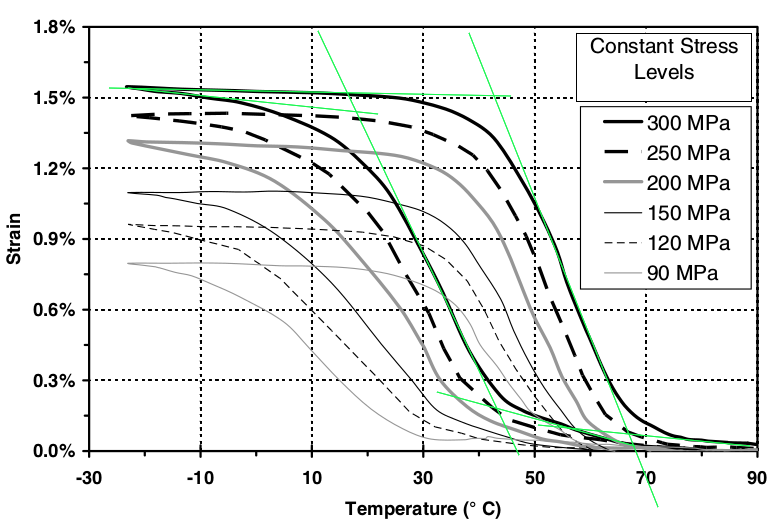 1.8%
1.5%
1.2%
0.9%
0.6%
0.3%
0.0%
Strain
-30 -10 10 30 50 70 90
Temperature (° C)
Constant Stress
Levels
300 MPa
250 MPa
200 MPa
150 MPa
120 MPa
90 MPa